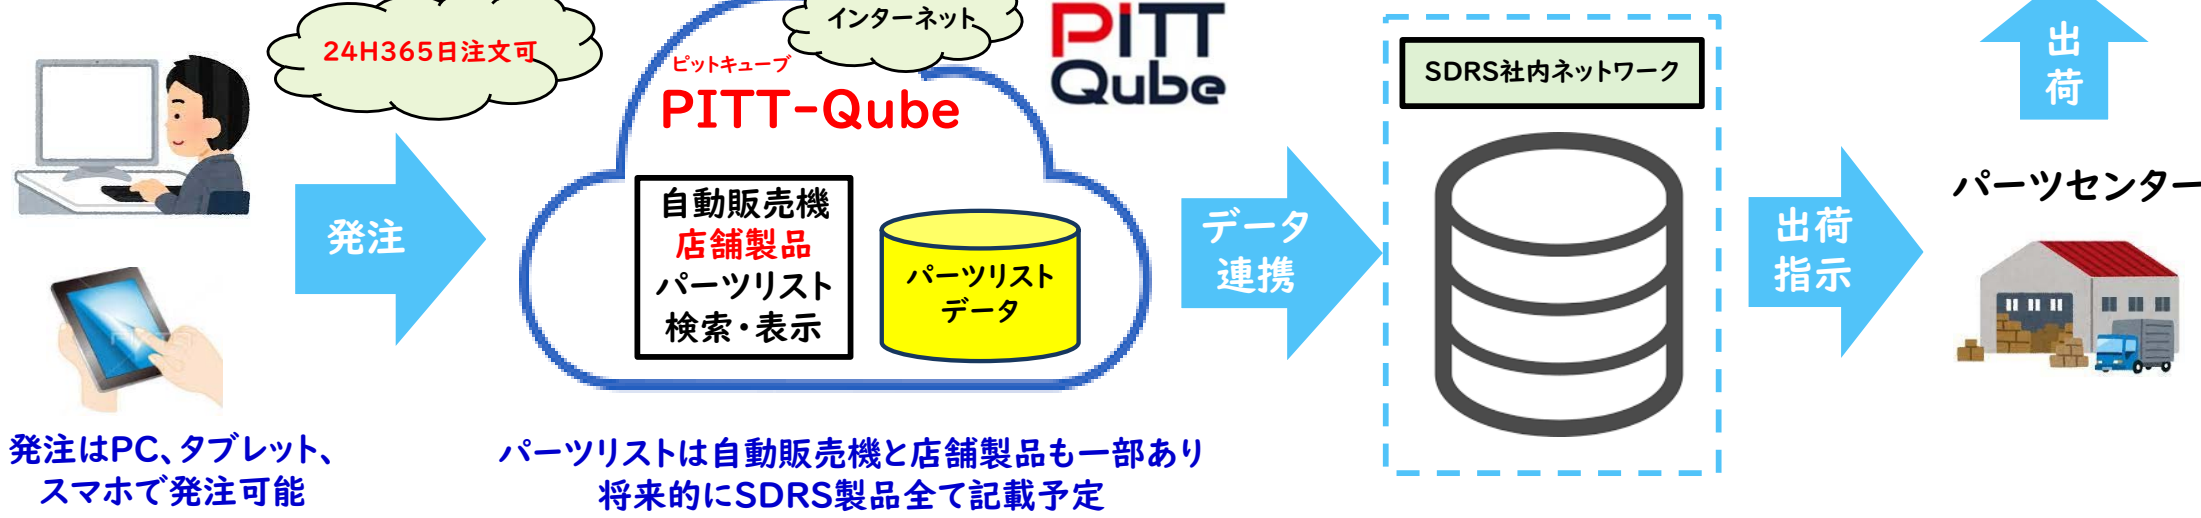 24H365日注文可
インターネット
ピットキューブ
PITT-Qube
PITT
Qube
SDRS社内ネットワーク
出
荷
パーツセンター
発注
自動販売機
店舗製品
パーツリスト
検索・表示
パーツリスト
データ
データ
連携
出荷
指示
発注はPC、タブレット、
スマホで発注可能
パーツリストは自動販売機と店舗製品も一部あり
将来的にSDRS製品全て記載予定